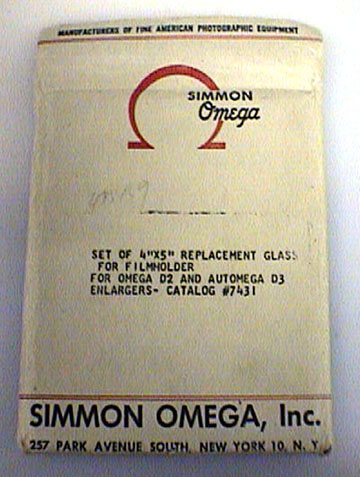 MANUFACTURERS OF FINE AMERICAN PHOTOGRAPHIC EQUIPMENT
SIMMON
Omega
SET OF 4"X5" REPLACEMENT GLASS
FOR FILMHOLDER
FOR OMEGA D2 AND AUTOMEGA D3
ENLARGERS- CATALOG #7431
SIMMON OMEGA, Inc.
257 PARK AVENUE SOUTH, NEW YORK 10, N. Y.